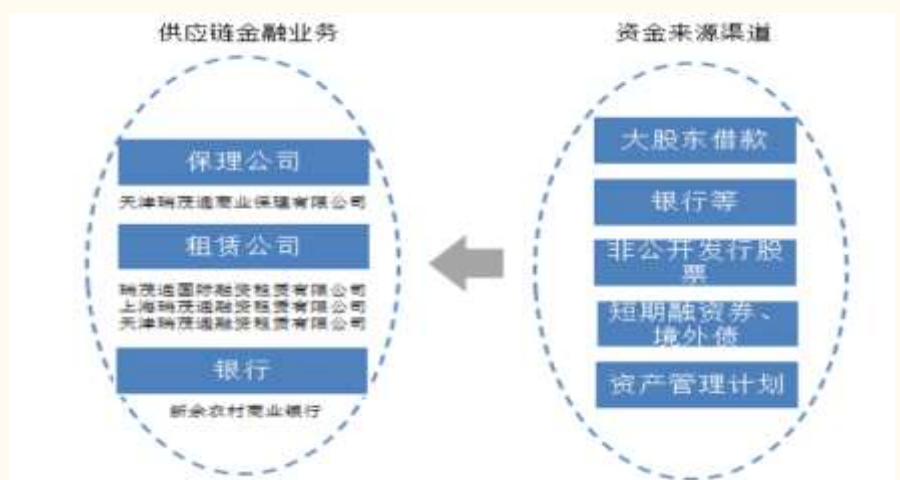 供应链金融业务
保理公司
天津瑞茂通商业保理有限公司
租赁公司
瑞茂通国际融资租赁有限公司
上海瑞茂通融资租赁有限公司
天津瑞茂通融资租赁有限公司
银行
新余农村商业银行
资金来源渠道
大股东借款
银行等
非公开发行股
票
短期融资券、
境外债
资产管理计划